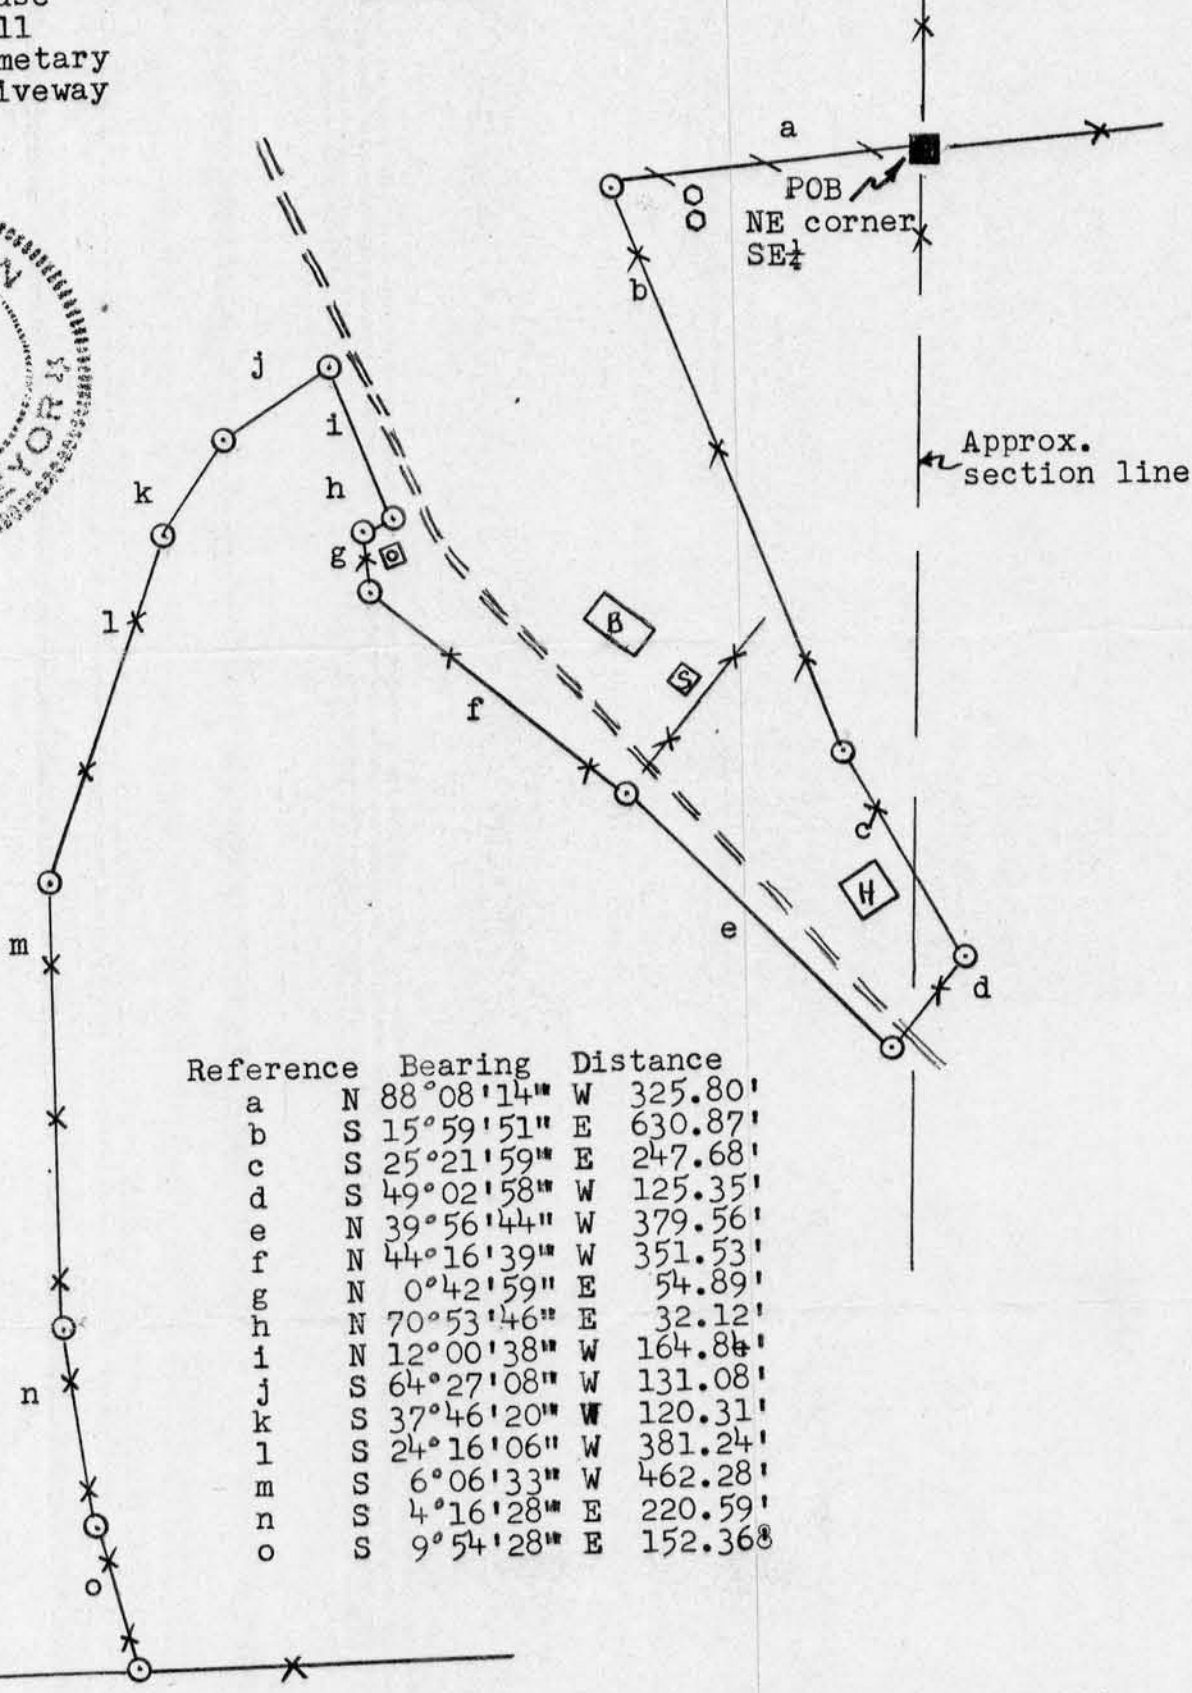 11
a
POB
NE corner
SE¼
b
j
Approx.
section line
i
k
h
g
l
B
S
f
c
H
e
m
d
Reference Bearing Distance
a N 88°08'14" W 325.80'
b S 15°59'51" E 630.87'
c S 25°21'59" E 247.68'
d S 49°02'58" W 125.35'
e N 39°56'44" W 379.56'
f N 44°16'39" W 351.53'
g N 0°42'59" E 54.89'
h N 70°53'46" E 32.12'
i N 12°00'38" W 164.84'
j S 64°27'08" W 131.08'
k S 37°46'20" W 120.31'
l S 24°16'06" W 381.24'
m S 6°06'33" W 462.28'
n S 4°16'28" E 220.59'
o S 9°54'28" E 152.368
n
o